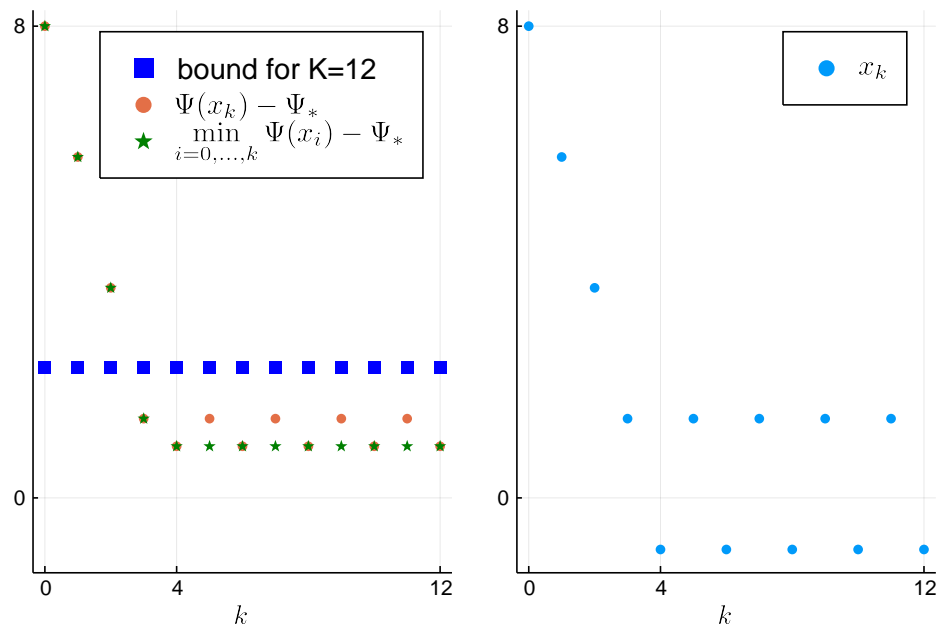 8
bound for K=12
Ψ(x_k) − Ψ_*
min_{i=0,...,k} Ψ(x_i) − Ψ_*
0
0 4 12
k
8
x_k
0
0 4 12
k